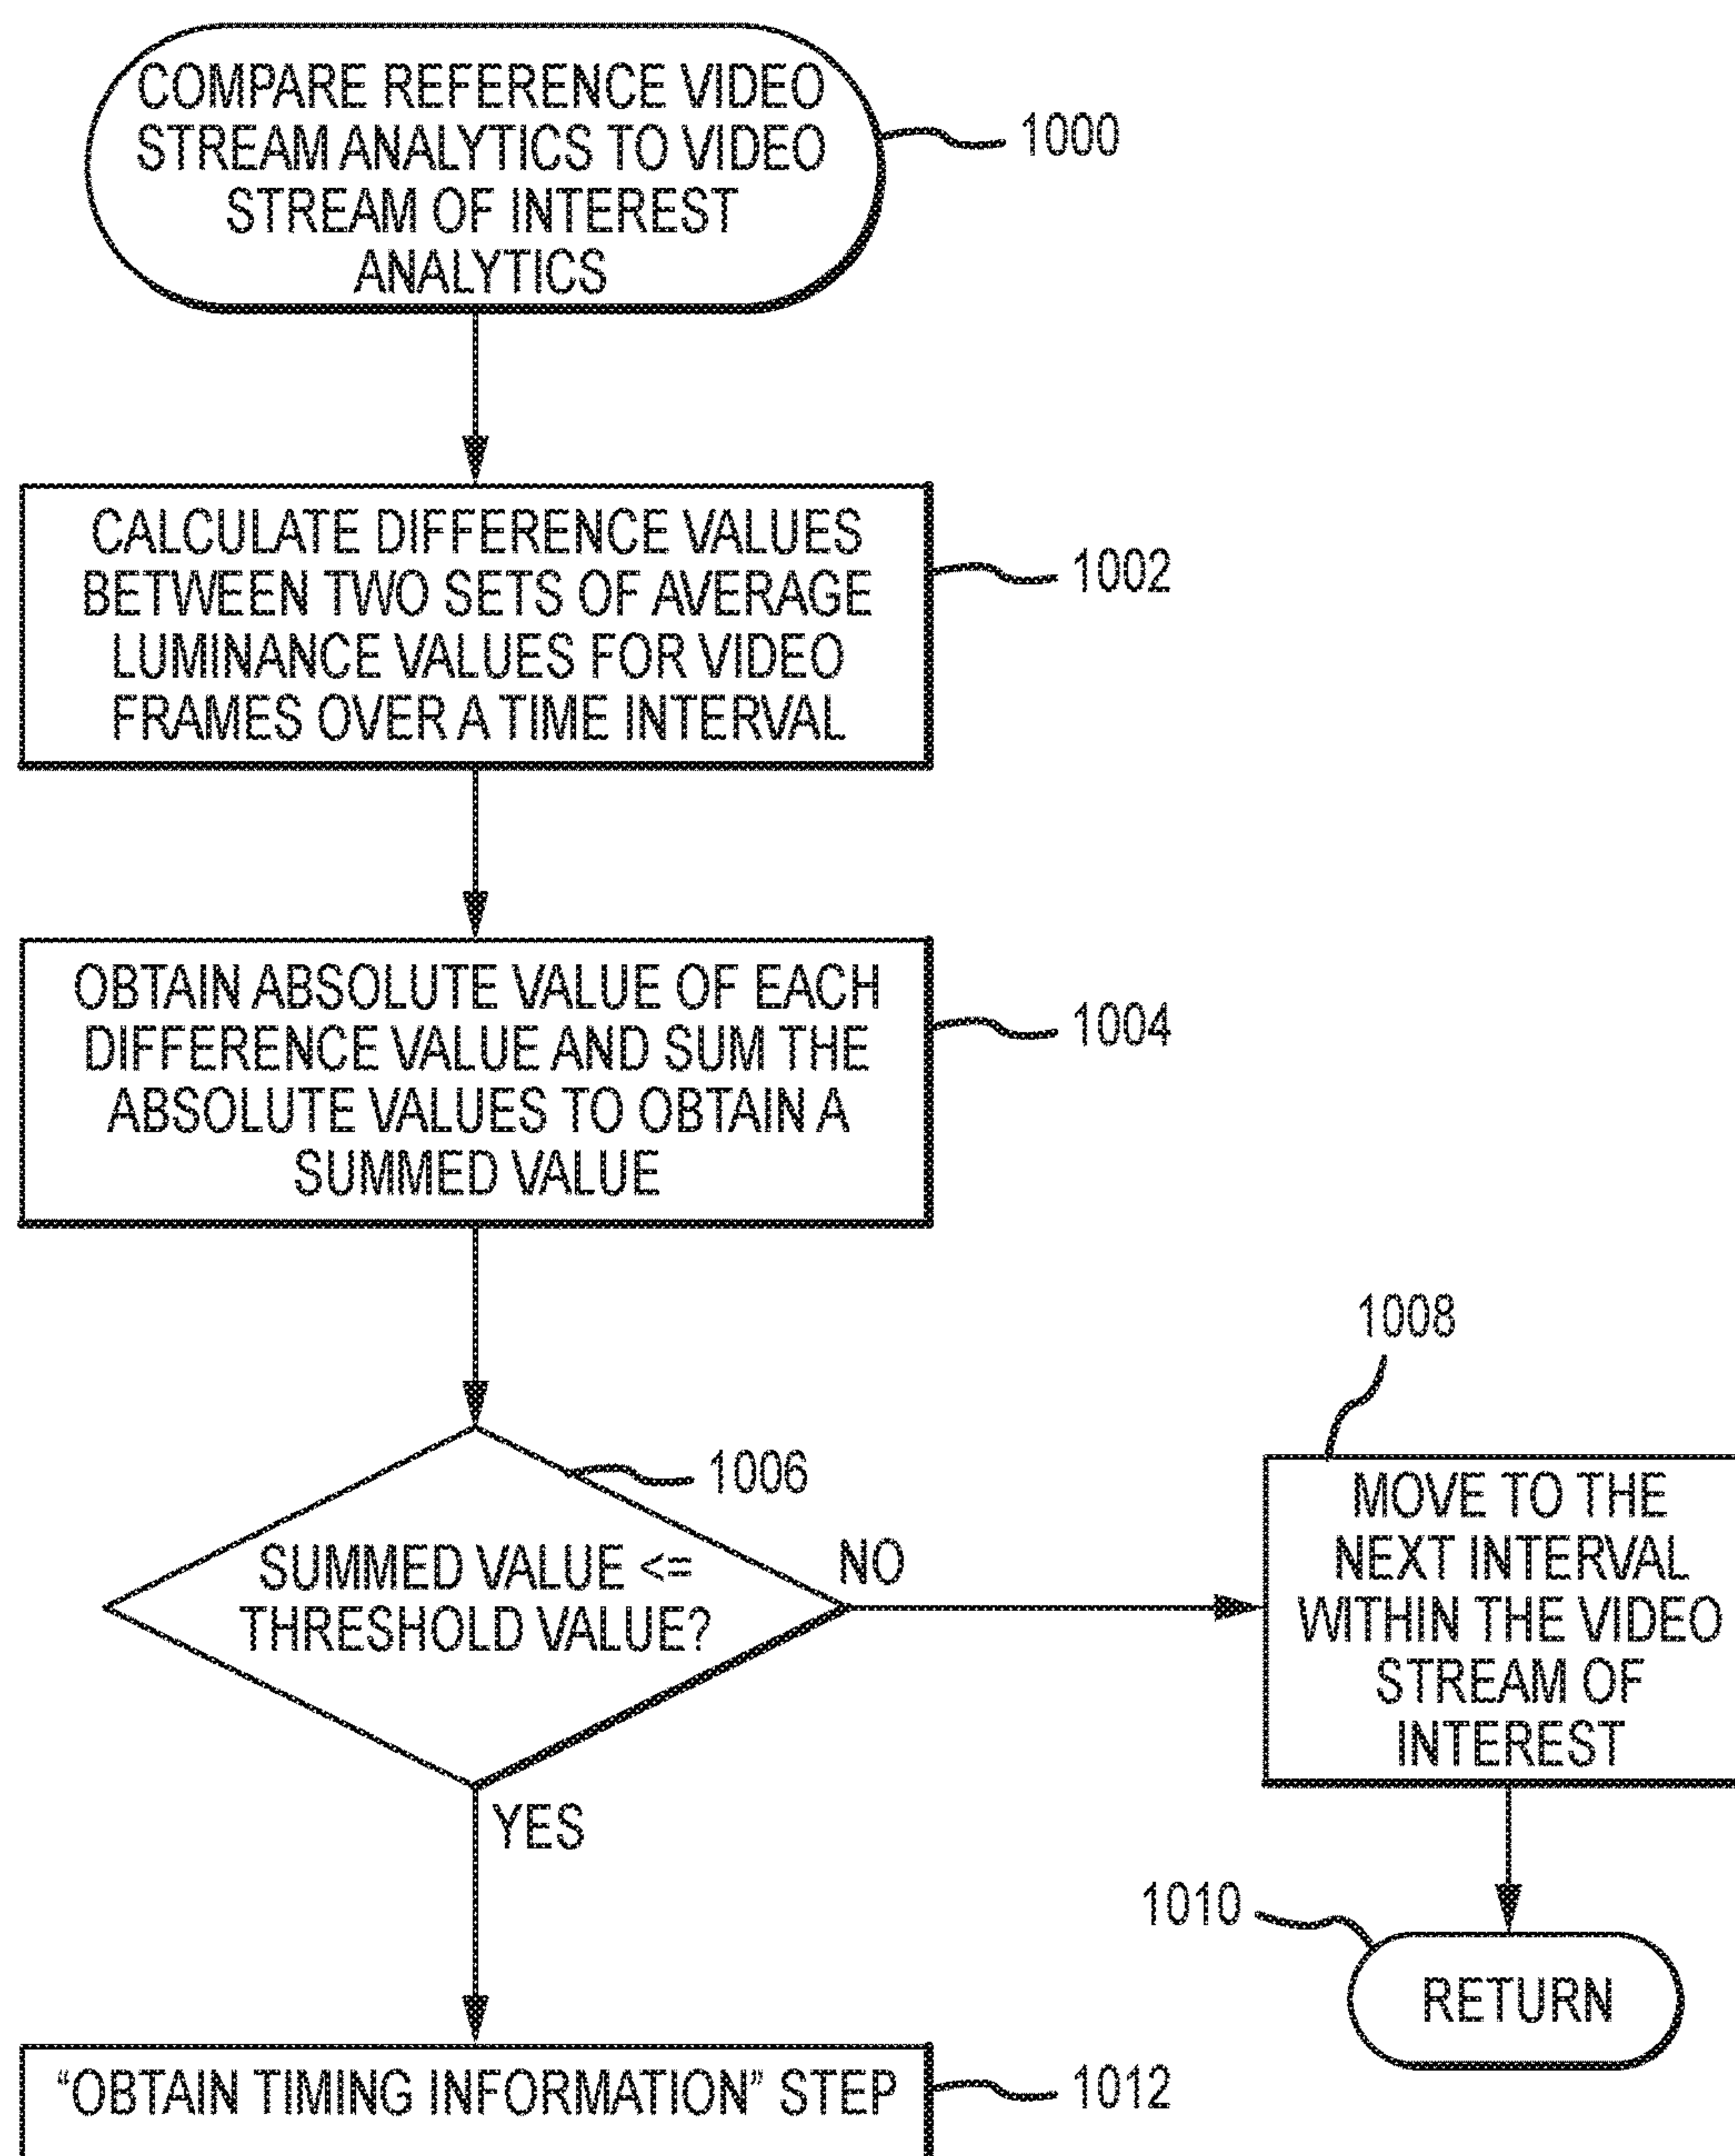 COMPARE REFERENCE VIDEO
STREAM ANALYTICS TO VIDEO
STREAM OF INTEREST
ANALYTICS
1000
CALCULATE DIFFERENCE VALUES
BETWEEN TWO SETS OF AVERAGE
LUMINANCE VALUES FOR VIDEO
FRAMES OVER A TIME INTERVAL
1002
OBTAIN ABSOLUTE VALUE OF EACH
DIFFERENCE VALUE AND SUM THE
ABSOLUTE VALUES TO OBTAIN A
SUMMED VALUE
1004
1006
SUMMED VALUE <=
THRESHOLD VALUE?
NO
YES
1008
MOVE TO THE
NEXT INTERVAL
WITHIN THE VIDEO
STREAM OF
INTEREST
1010
RETURN
"OBTAIN TIMING INFORMATION" STEP
1012